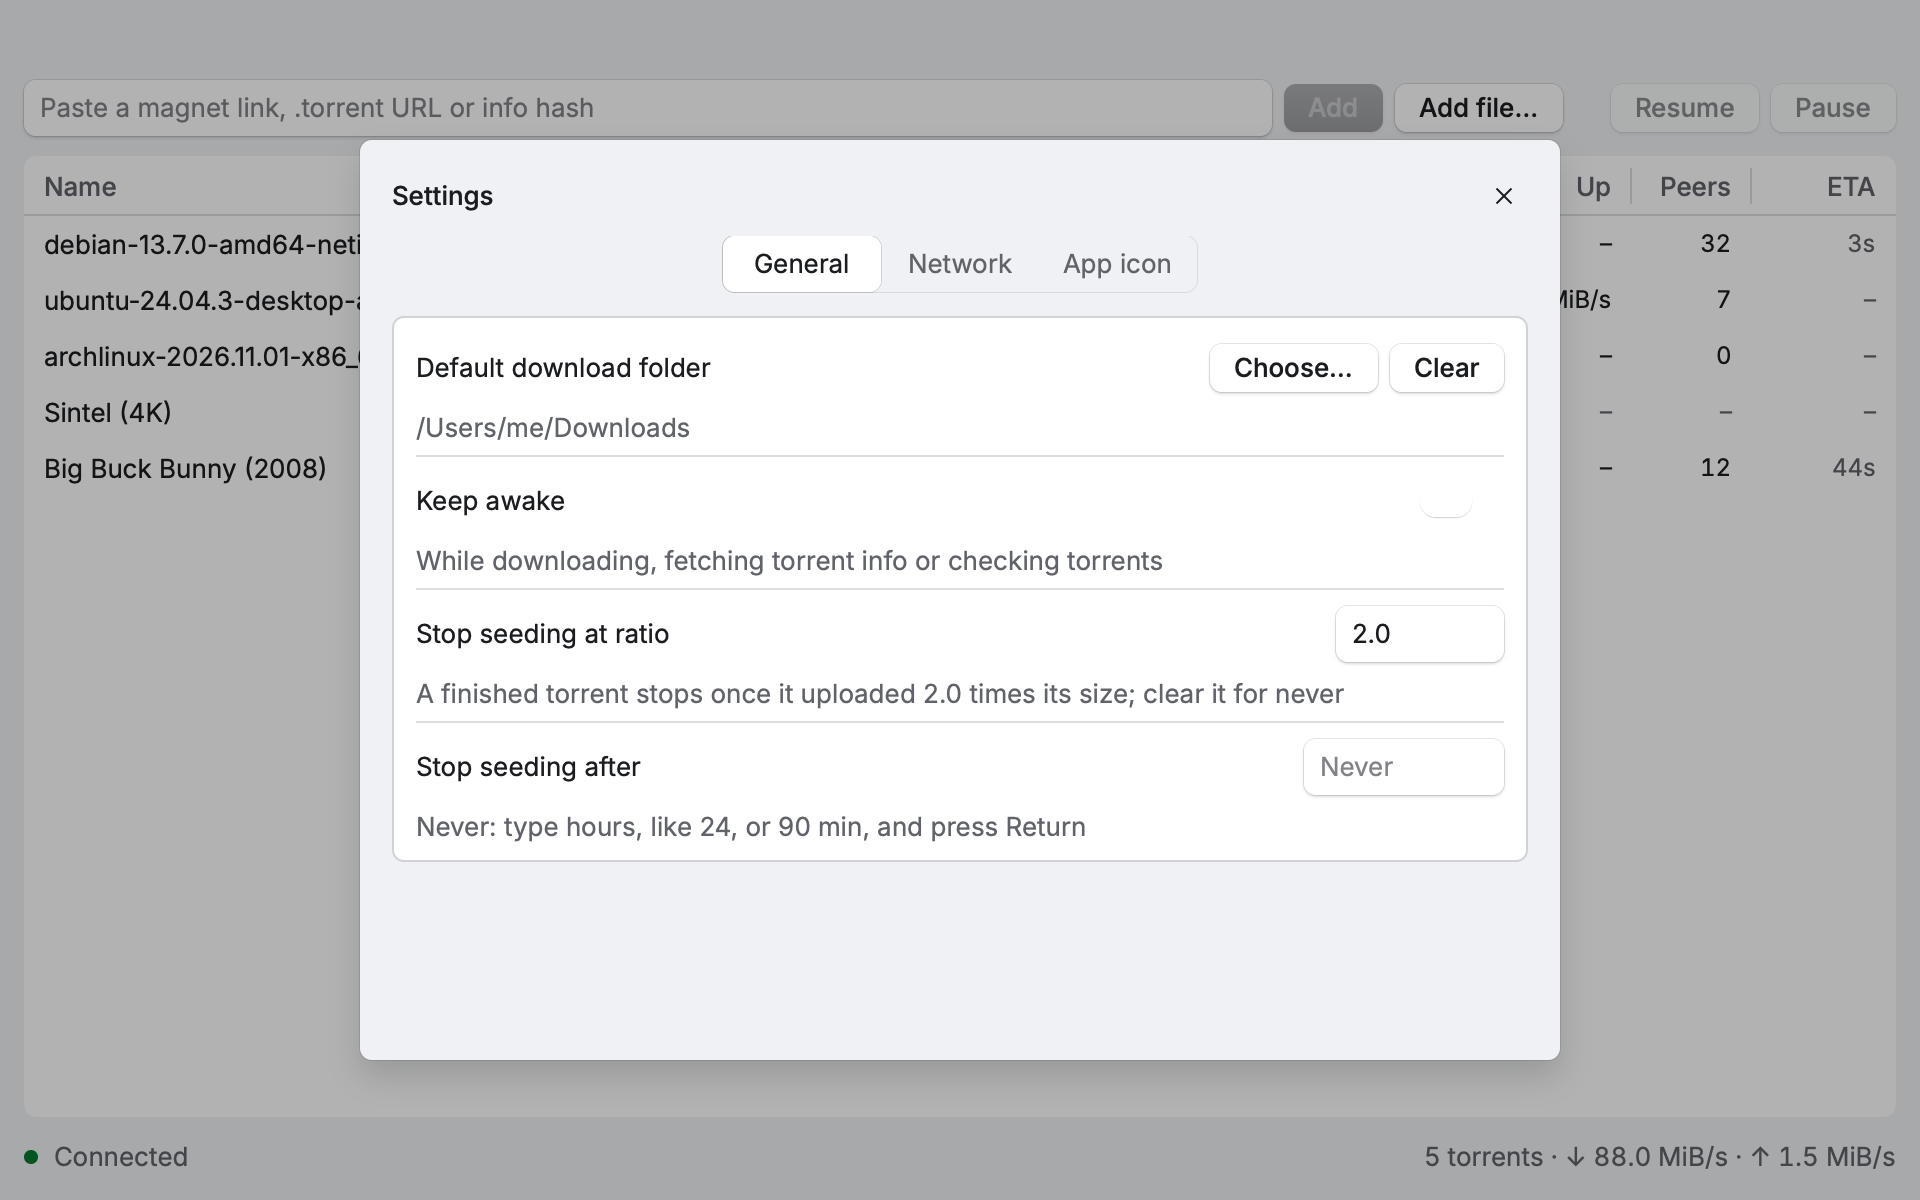 Paste a magnet link, .torrent URL or info hash
Add
Add file...
Resume
Pause
Name
Up
Peers
ETA
Settings
General
Network
App icon
debian-13.7.0-amd64-neti
–
32
3s
ubuntu-24.04.3-desktop-a
MiB/s
7
–
archlinux-2026.11.01-x86_6
–
0
–
Sintel (4K)
–
–
–
Big Buck Bunny (2008)
–
12
44s
Default download folder
Choose...
Clear
/Users/me/Downloads
Keep awake
While downloading, fetching torrent info or checking torrents
Stop seeding at ratio
2.0
A finished torrent stops once it uploaded 2.0 times its size; clear it for never
Stop seeding after
Never
Never: type hours, like 24, or 90 min, and press Return
Connected
5 torrents · ↓ 88.0 MiB/s · ↑ 1.5 MiB/s